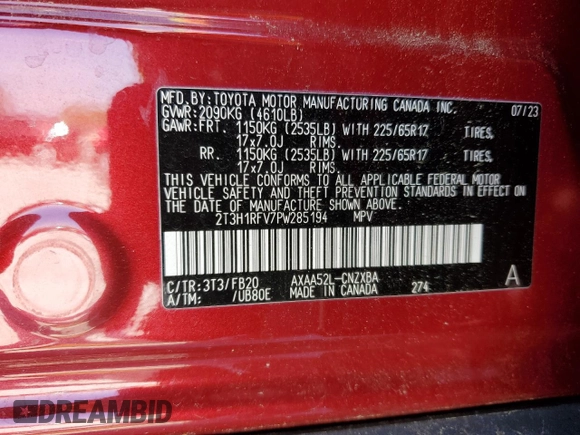 MFD.BY:TOYOTA MOTOR MANUFACTURING CANADA INC. 07/23
GVWR:2090KG (4610LB)
GAWR:FRT. 1150KG (2535LB) WITH 225/65R17 TIRES,
17x7.0J RIMS.
RR. 1150KG (2535LB) WITH 225/65R17 TIRES,
17x7.0J RIMS.
THIS VEHICLE CONFORMS TO ALL APPLICABLE FEDERAL MOTOR
VEHICLE SAFETY AND THEFT PREVENTION STANDARDS IN EFFECT ON
THE DATE OF MANUFACTURE SHOWN ABOVE.
2T3H1RFV7PW285194 MPV
C/TR:3T3/FB20 AXAA52L-CNZXBA
A/TM: /UB80E MADE IN CANADA 274 A
DREAMBID